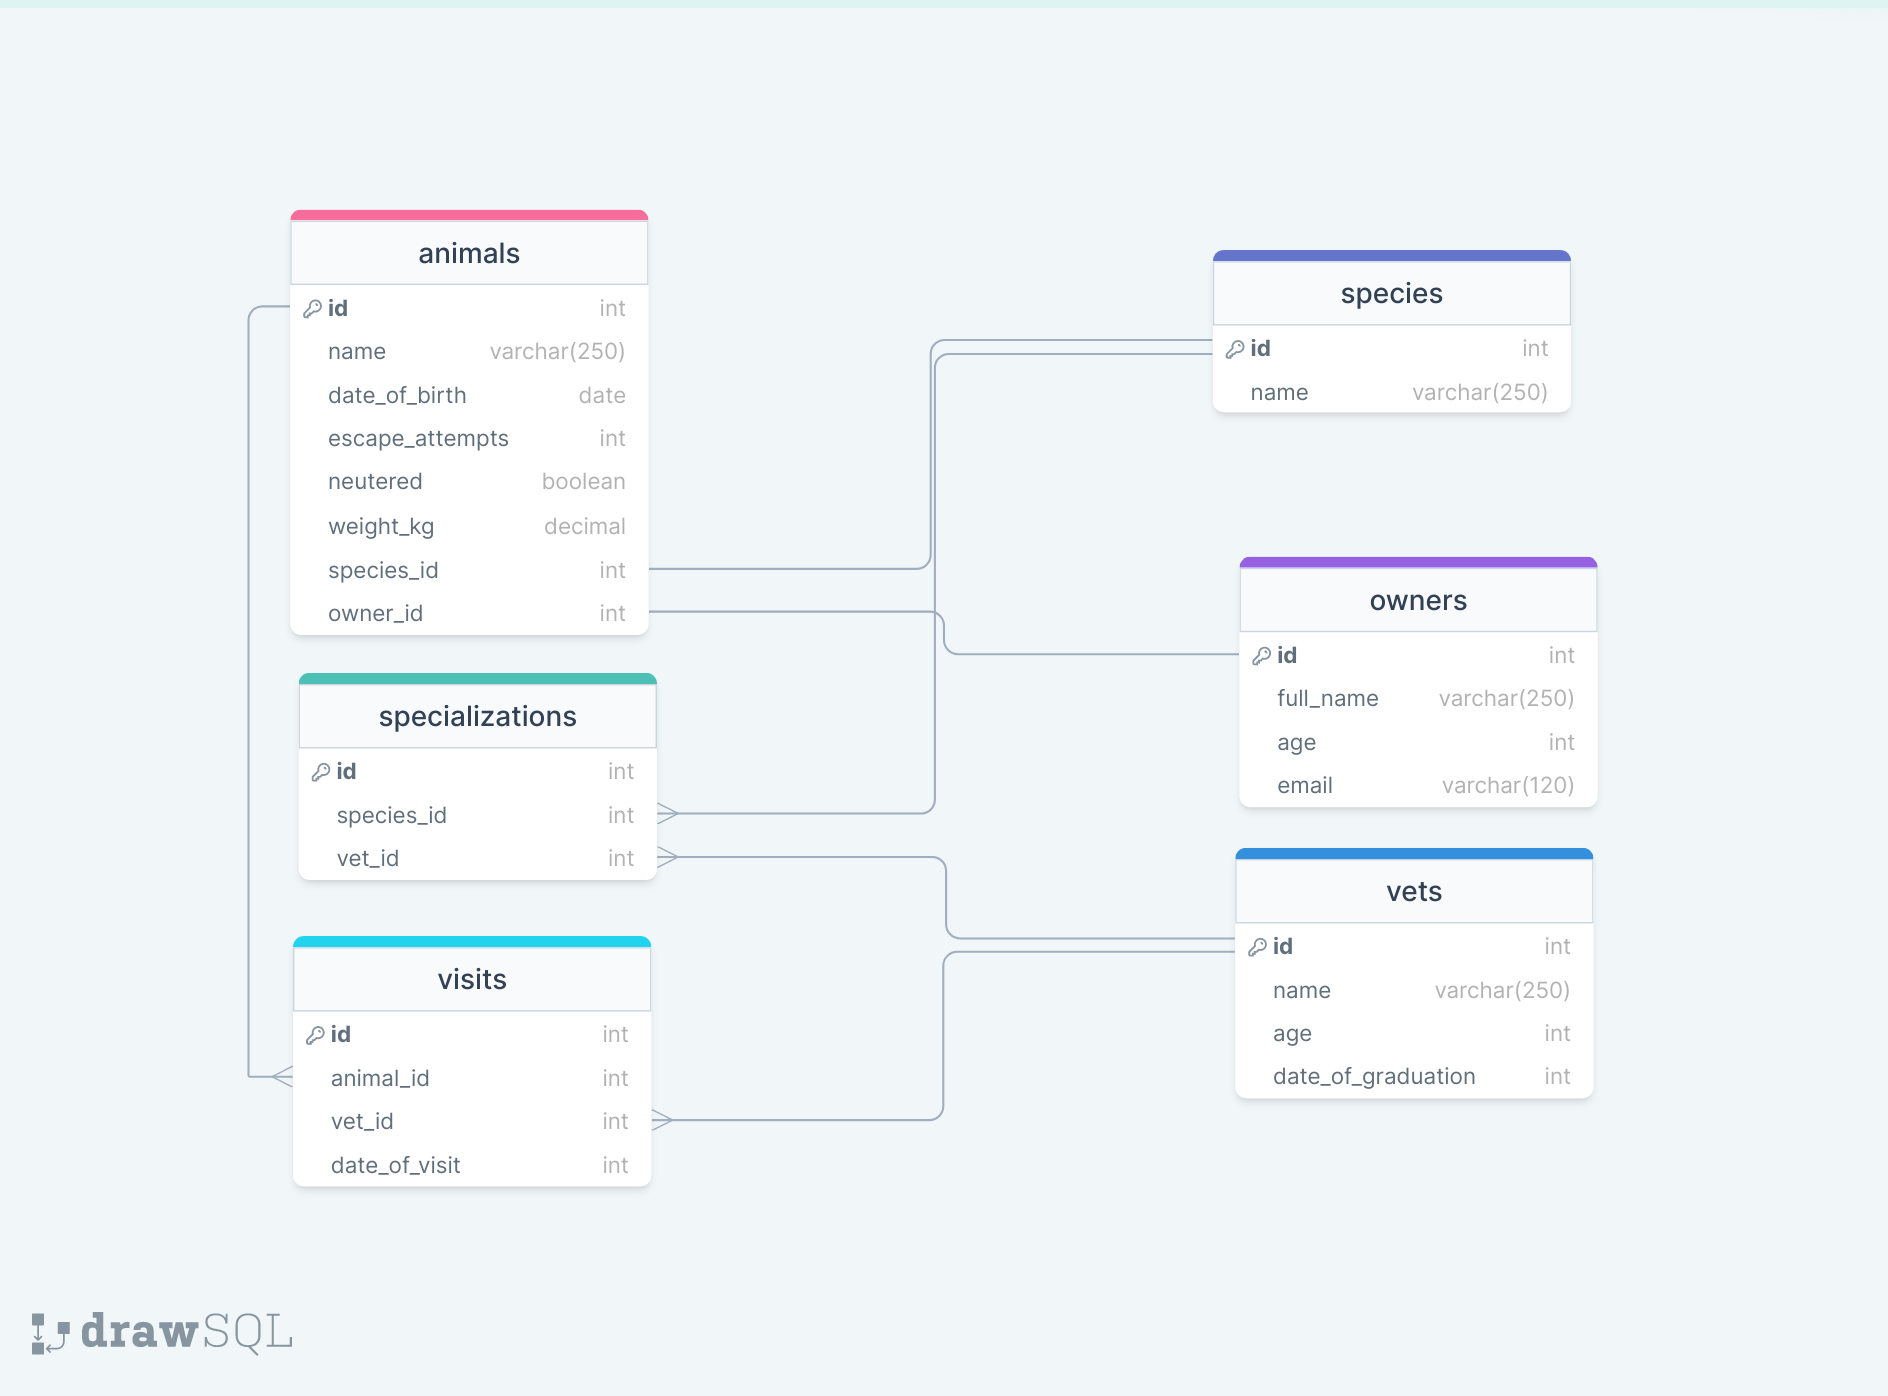 animals
id int
name varchar(250)
date_of_birth date
escape_attempts int
neutered boolean
weight_kg decimal
species_id int
owner_id int
specializations
id int
species_id int
vet_id int
visits
id int
animal_id int
vet_id int
date_of_visit int
species
id int
name varchar(250)
owners
id int
full_name varchar(250)
age int
email varchar(120)
vets
id int
name varchar(250)
age int
date_of_graduation int
drawSQL